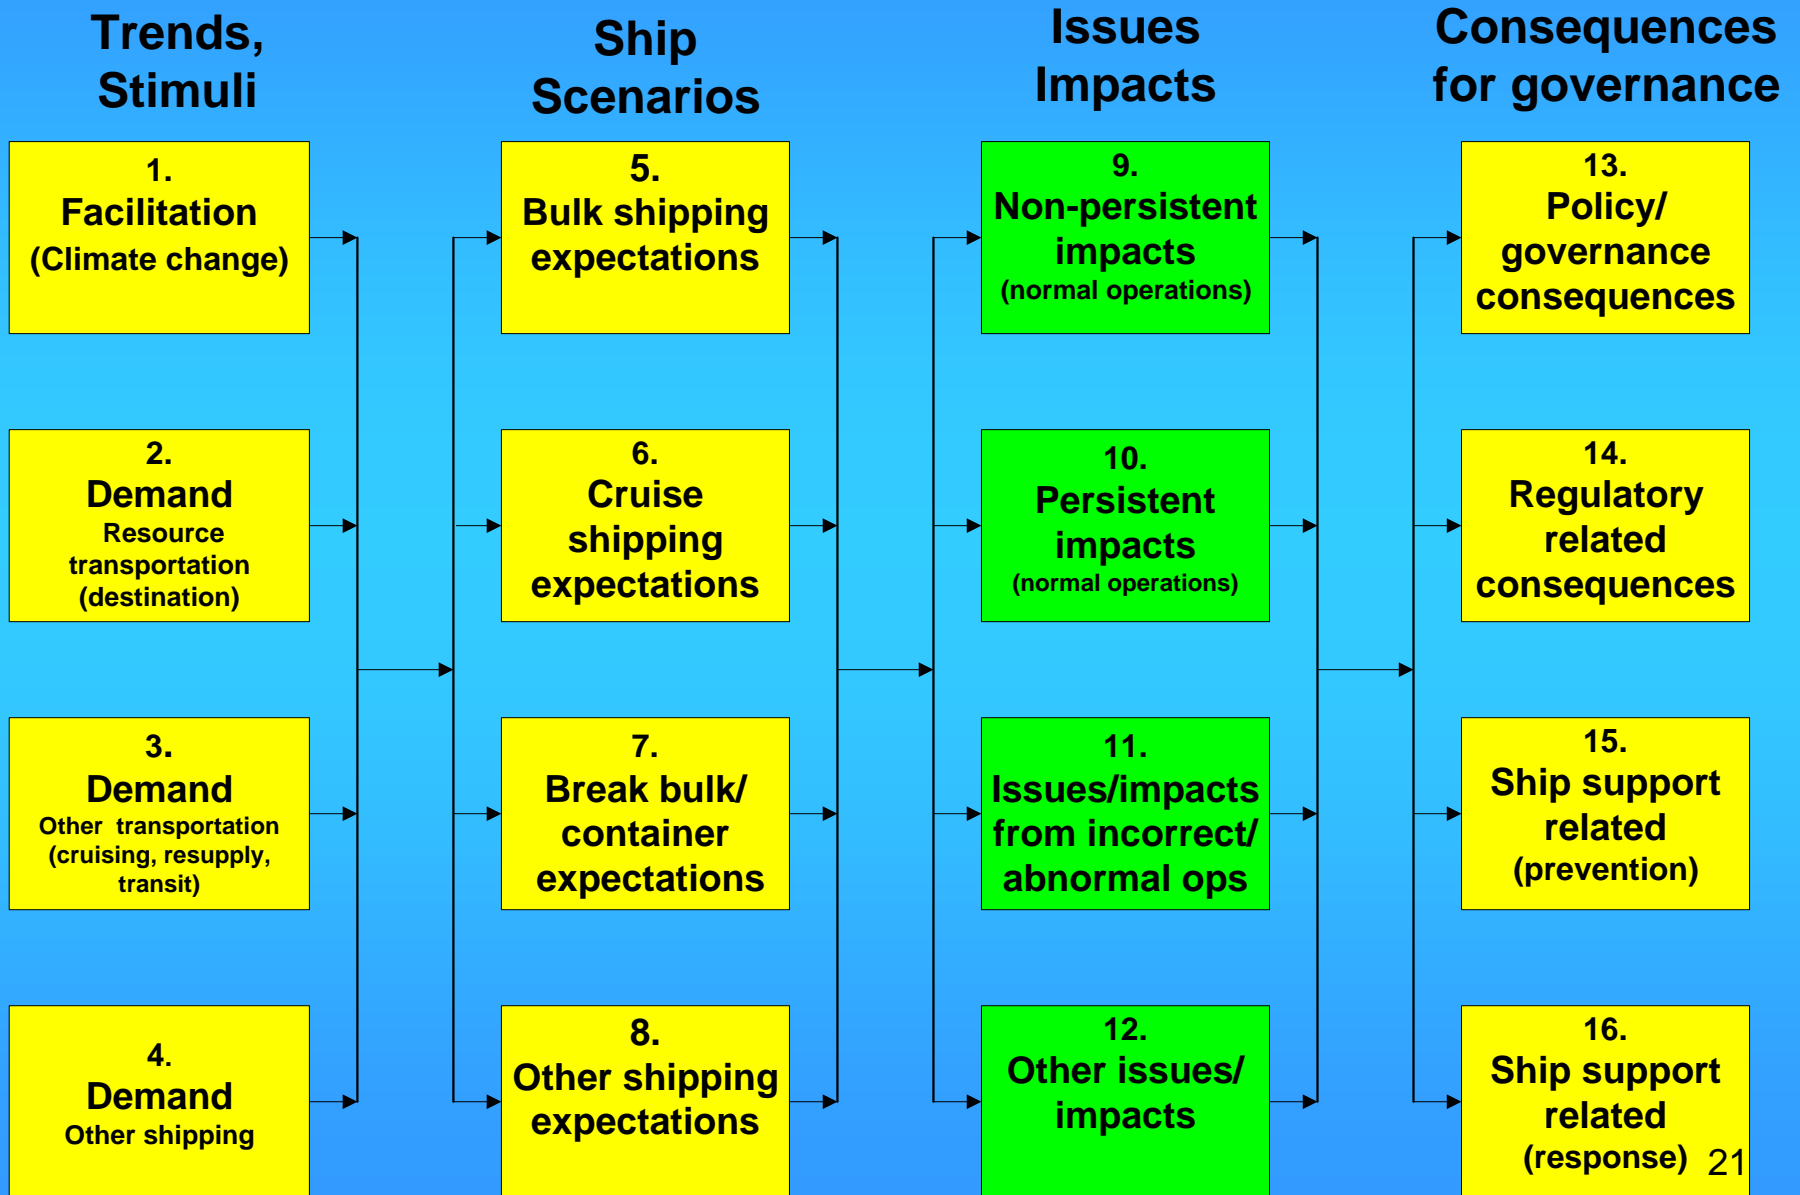 Trends,
Stimuli
Ship
Scenarios
Issues
Impacts
Consequences
for governance
1.
Facilitation
(Climate change)
2.
Demand
Resource
transportation
(destination)
3.
Demand
Other transportation
(cruising, resupply,
transit)
4.
Demand
Other shipping
5.
Bulk shipping
expectations
6.
Cruise
shipping
expectations
7.
Break bulk/
container
expectations
8.
Other shipping
expectations
9.
Non-persistent
impacts
(normal operations)
10.
Persistent
impacts
(normal operations)
11.
Issues/impacts
from incorrect/
abnormal ops
12.
Other issues/
impacts
13.
Policy/
governance
consequences
14.
Regulatory
related
consequences
15.
Ship support
related
(prevention)
16.
Ship support
related
(response)
21